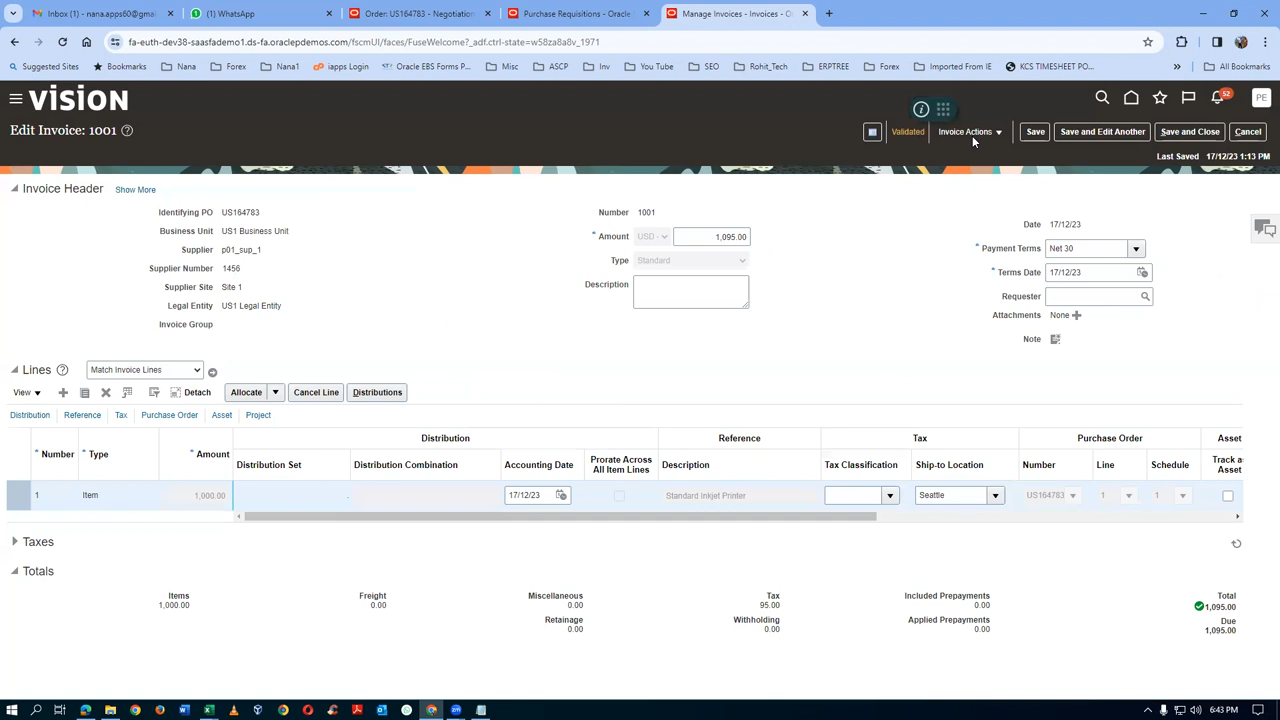 Inbox (69) - nana.apps60@gmail
WhatsApp
Order: US164783 - Negotiation
Purchase Requisitions - Oracle
Manage Invoices - Invoices - O
fa-euth-dev38-saasfademo1.ds-fa.oraclepdemos.com/fscmUI/faces/FuseWelcome?_adf.ctrl-state=w58za8a8v_1971
Suggested Sites Bookmarks Nana Forex Nana1 iapps Login Oracle EBS Forms P... Misc ASCP Inv You Tube SEO Rohit_Tech ERPTREE Forex Imported From IE KCS TIMESHEET PO... » All Bookmarks
VISION
52
PE
Edit Invoice: 1001
Validated Invoice Actions Save Save and Edit Another Save and Close Cancel
Last Saved 17/12/23 1:13 PM
Invoice Header Show More
Identifying PO US164783
Business Unit US1 Business Unit
Supplier p01_sup_1
Supplier Number 1456
Supplier Site Site 1
Legal Entity US1 Legal Entity
Invoice Group
Number 1001
* Amount USD - 1,095.00
Type Standard
Description
Date 17/12/23
* Payment Terms Net 30
* Terms Date 17/12/23
Requester
Attachments None
Note
Lines Match Invoice Lines
View Detach Allocate Cancel Line Distributions
Distribution Reference Tax Purchase Order Asset Project
Distribution Reference Tax Purchase Order Asset
* Number * Type * Amount Distribution Set Distribution Combination Accounting Date Prorate Across All Item Lines Description Tax Classification Ship-to Location Number Line Schedule Track as Asset
1 Item 1,000.00 . 17/12/23 Standard Inkjet Printer Seattle US164783 1 1
Taxes
Totals
Items Freight Miscellaneous Tax Included Prepayments Total
1,000.00 0.00 0.00 95.00 0.00 1,095.00
Retainage Withholding Applied Prepayments Due
0.00 0.00 0.00 1,095.00
6:43 PM